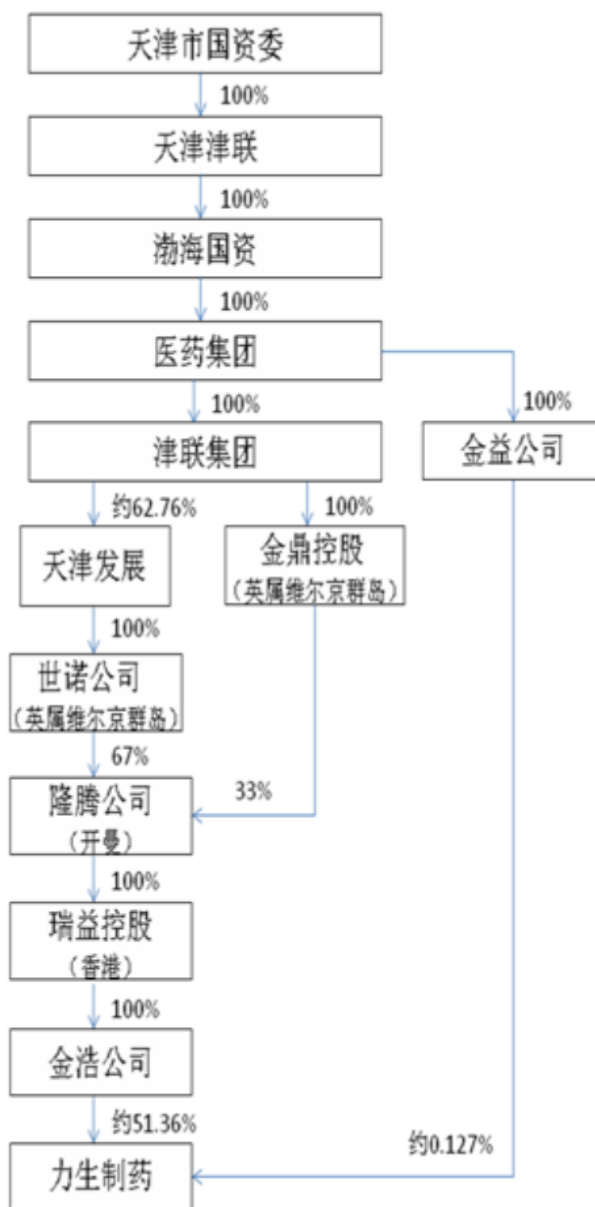 天津市国资委
100%
天津津联
100%
渤海国资
100%
医药集团
100%
100%
津联集团
金益公司
约62.76%
100%
天津发展
金鼎控股
(英属维尔京群岛)
100%
世诺公司
(英属维尔京群岛)
67%
33%
隆腾公司
(开曼)
100%
瑞益控股
(香港)
100%
金浩公司
约51.36%
约0.127%
力生制药